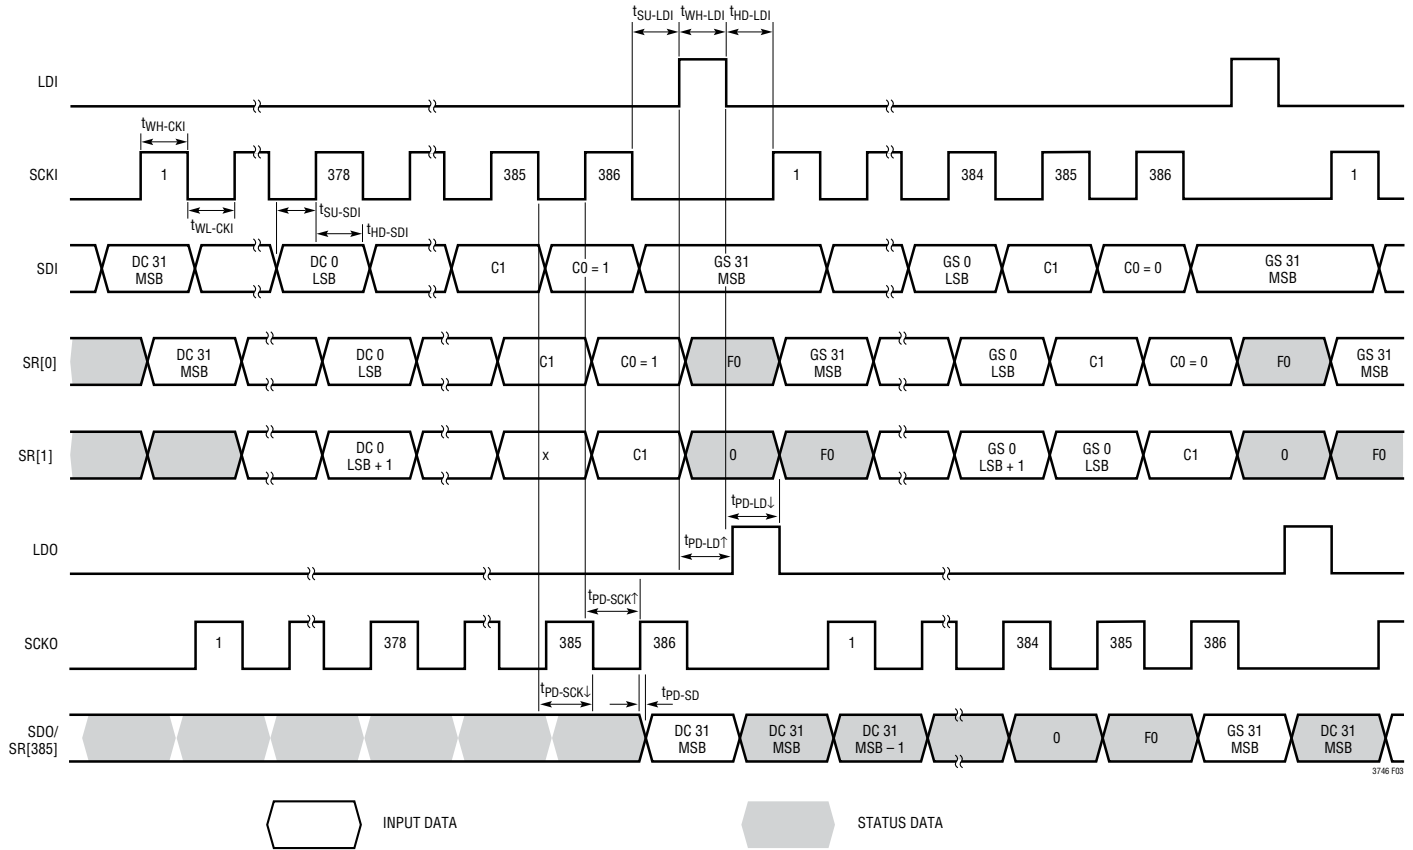 tSU-LDI tWH-LDI tHD-LDI
LDI
tWH-CKI
SCKI 1 378 385 386 1 384 385 386 1
tWL-CKI tSU-SDI
tHD-SDI
SDI
DC 31
MSB
DC 0
LSB
C1
C0 = 1
GS 31
MSB
GS 0
LSB
C1
C0 = 0
GS 31
MSB
SR[0]
DC 31
MSB
DC 0
LSB
C1
C0 = 1
F0
GS 31
MSB
GS 0
LSB
C1
C0 = 0
F0
GS 31
MSB
SR[1]
DC 0
LSB + 1
x
C1
0
F0
GS 0
LSB + 1
GS 0
LSB
C1
0
F0
tPD-LD↓
tPD-LD↑
LDO
tPD-SCK↑
SCKO 1 378 385 386 1 384 385 386
tPD-SCK↓ tPD-SD
SDO/
SR[385]
DC 31
MSB
DC 31
MSB
DC 31
MSB – 1
0
F0
GS 31
MSB
DC 31
MSB
3746 F03
INPUT DATA
STATUS DATA